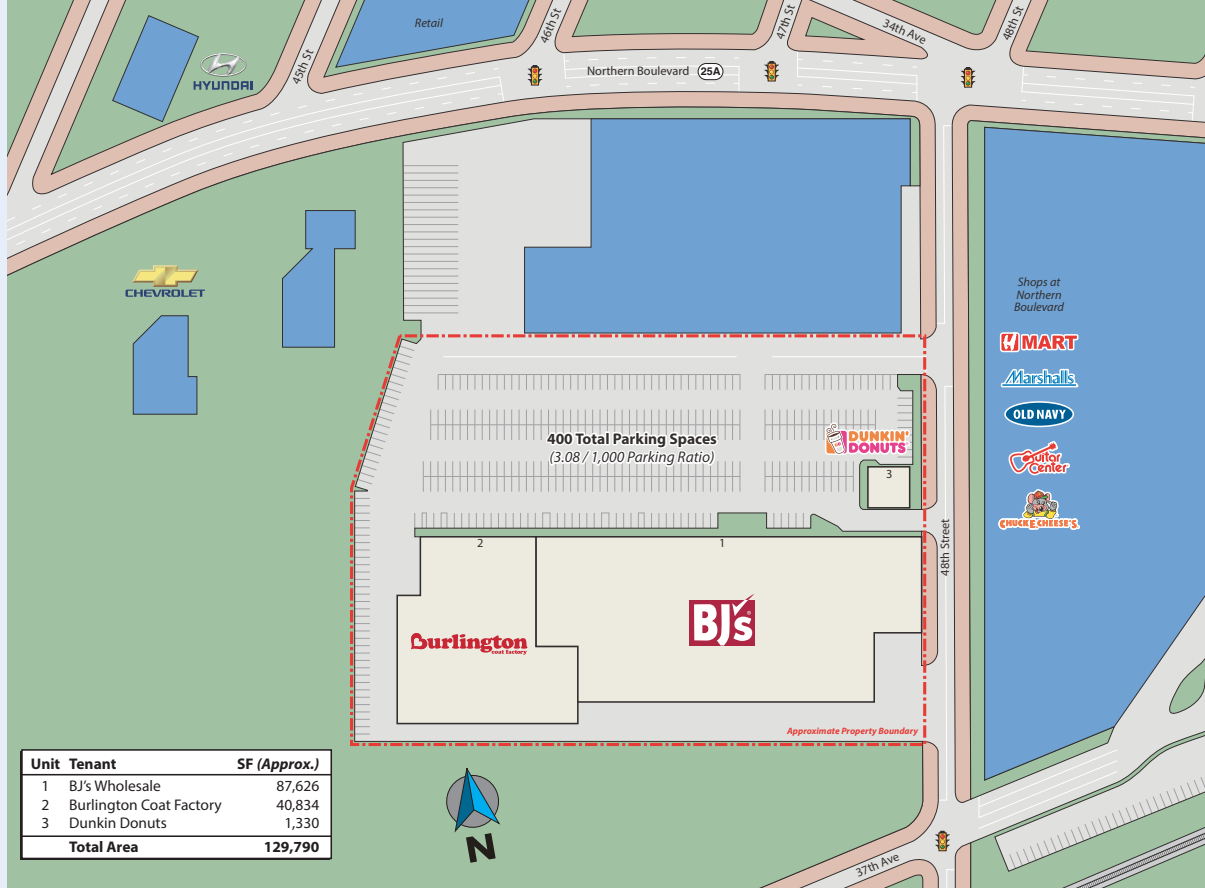 Retail
45th St
46th St
47th St
34th Ave
48th St
HYUNDAI
Northern Boulevard 25A
CHEVROLET
Shops at
Northern
Boulevard
H MART
Marshalls
OLD NAVY
Guitar
Center
CHUCK E CHEESE'S
400 Total Parking Spaces
(3.08 / 1,000 Parking Ratio)
DUNKIN'
DONUTS
3
2
1
48th Street
Burlington
coat factory
BJ's
Approximate Property Boundary
Unit Tenant SF (Approx.)
1 BJ's Wholesale 87,626
2 Burlington Coat Factory 40,834
3 Dunkin Donuts 1,330
Total Area 129,790
N
37th Ave